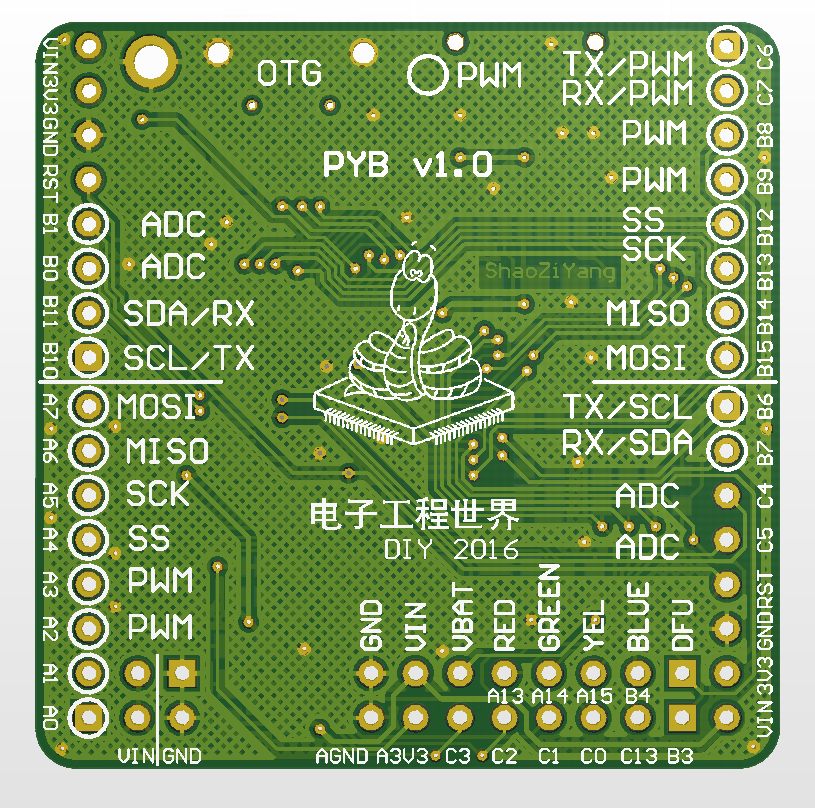 OTG
PWM
TX/PWM
RX/PWM
PWM
PWM
SS
SCK
MISO
MOSI
TX/SCL
RX/SDA
ADC
ADC
PYB v1.0
ShaoZiYang
ADC
ADC
SDA/RX
SCL/TX
MOSI
MISO
SCK
SS
PWM
PWM
电子工程世界
DIY 2016
VIN
3V3
GND
RST
B1
B0
B11
B10
A7
A6
A5
A4
A3
A2
A1
A0
C6
C7
B8
B9
B12
B13
B14
B15
B6
B7
C4
C5
RST
GND
3V3
VIN
GND
VIN
VBAT
RED
GREEN
YEL
BLUE
DFU
A13 A14 A15 B4
VIN GND
AGND A3V3 C3 C2 C1 C0 C13 B3